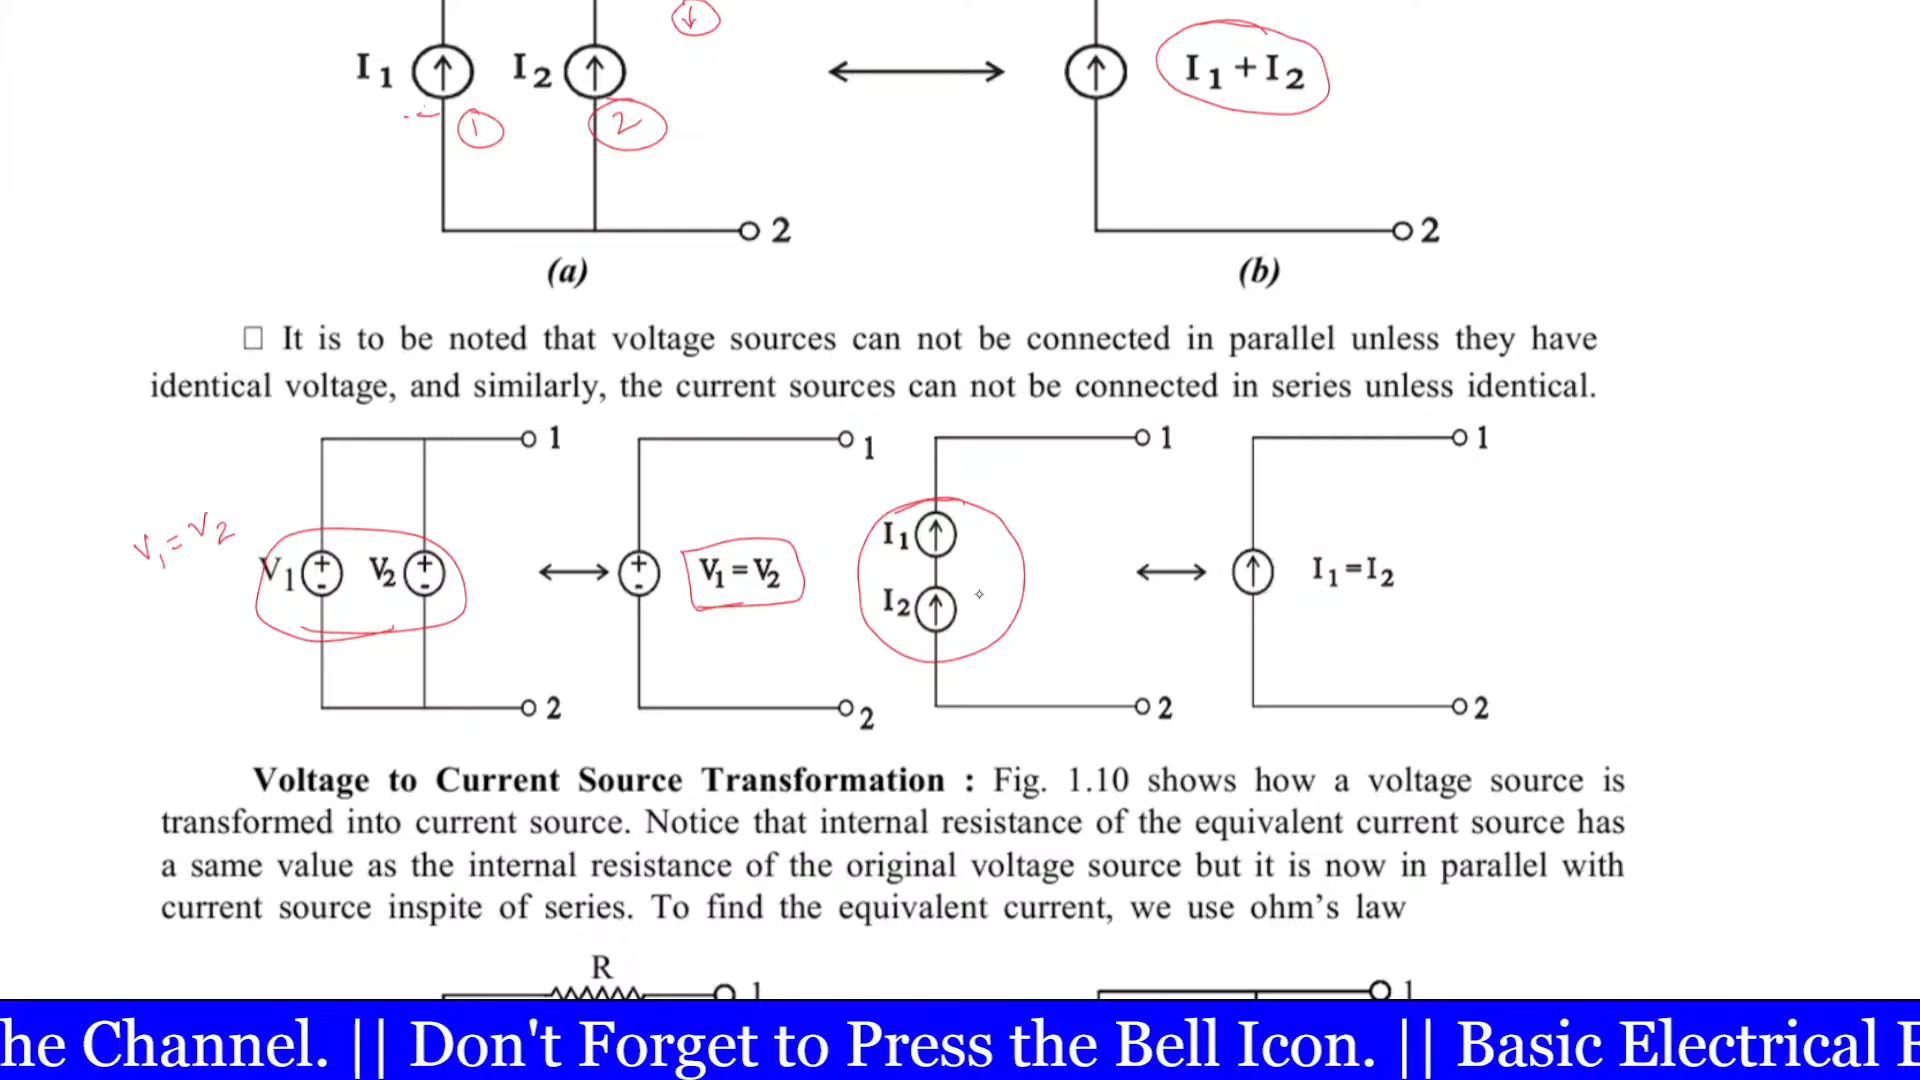 I1 I2 I1 + I2
1 2
2 2
(a) (b)
□ It is to be noted that voltage sources can not be connected in parallel unless they have
identical voltage, and similarly, the current sources can not be connected in series unless identical.
1 1 1 1
V1 = V2
V1 V2 V1 = V2 I1 I2 I1 = I2
2 2 2 2
Voltage to Current Source Transformation : Fig. 1.10 shows how a voltage source is
transformed into current source. Notice that internal resistance of the equivalent current source has
a same value as the internal resistance of the original voltage source but it is now in parallel with
current source inspite of series. To find the equivalent current, we use ohm's law
R
1 1
he Channel. || Don't Forget to Press the Bell Icon. || Basic Electrical E